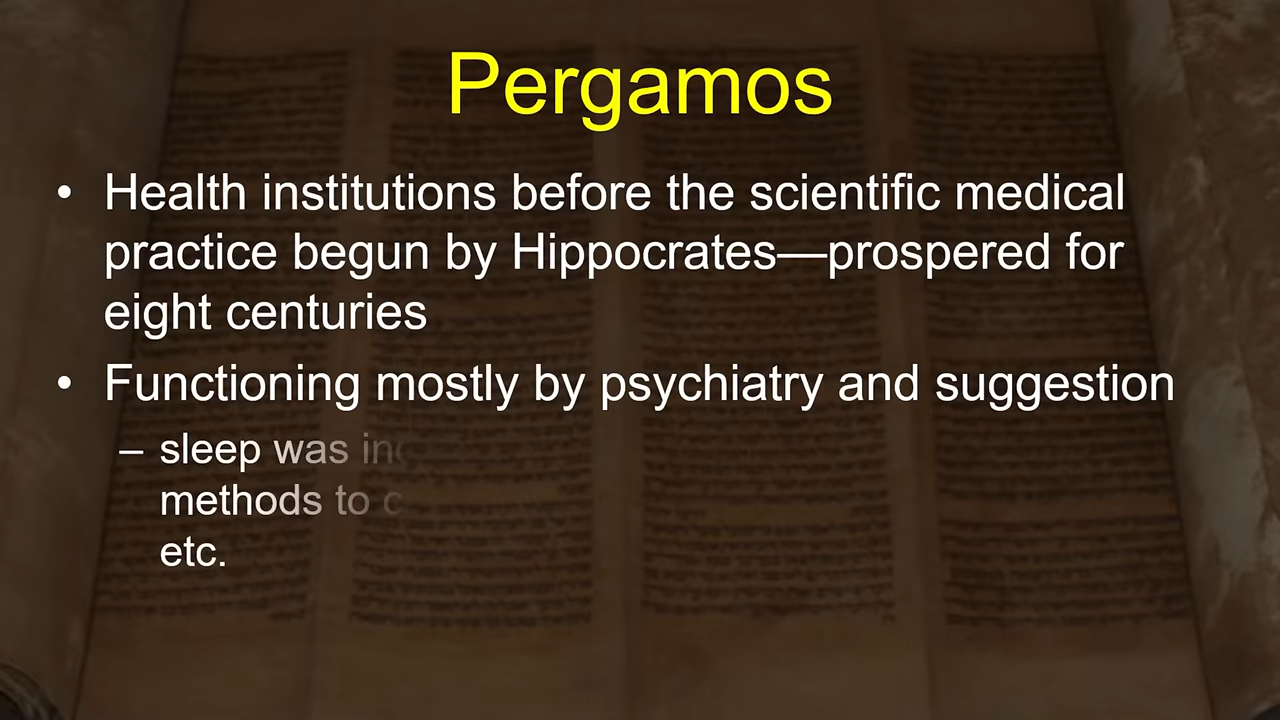 Pergamos
• Health institutions before the scientific medical
practice begun by Hippocrates—prospered for
eight centuries
• Functioning mostly by psychiatry and suggestion
– sleep was
methods to
etc.